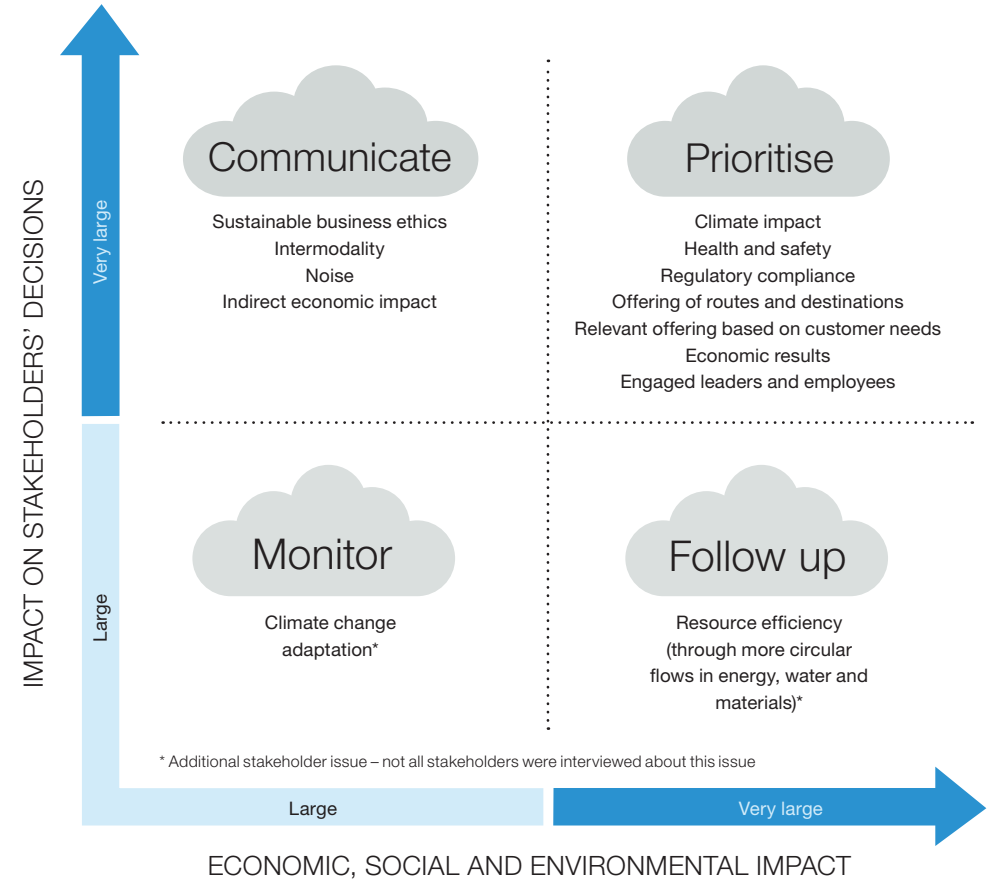 IMPACT ON STAKEHOLDERS' DECISIONS
Very large
Large
Communicate
Sustainable business ethics
Intermodality
Noise
Indirect economic impact
Prioritise
Climate impact
Health and safety
Regulatory compliance
Offering of routes and destinations
Relevant offering based on customer needs
Economic results
Engaged leaders and employees
Monitor
Climate change
adaptation*
Follow up
Resource efficiency
(through more circular
flows in energy, water and
materials)*
* Additional stakeholder issue – not all stakeholders were interviewed about this issue
Large
Very large
ECONOMIC, SOCIAL AND ENVIRONMENTAL IMPACT